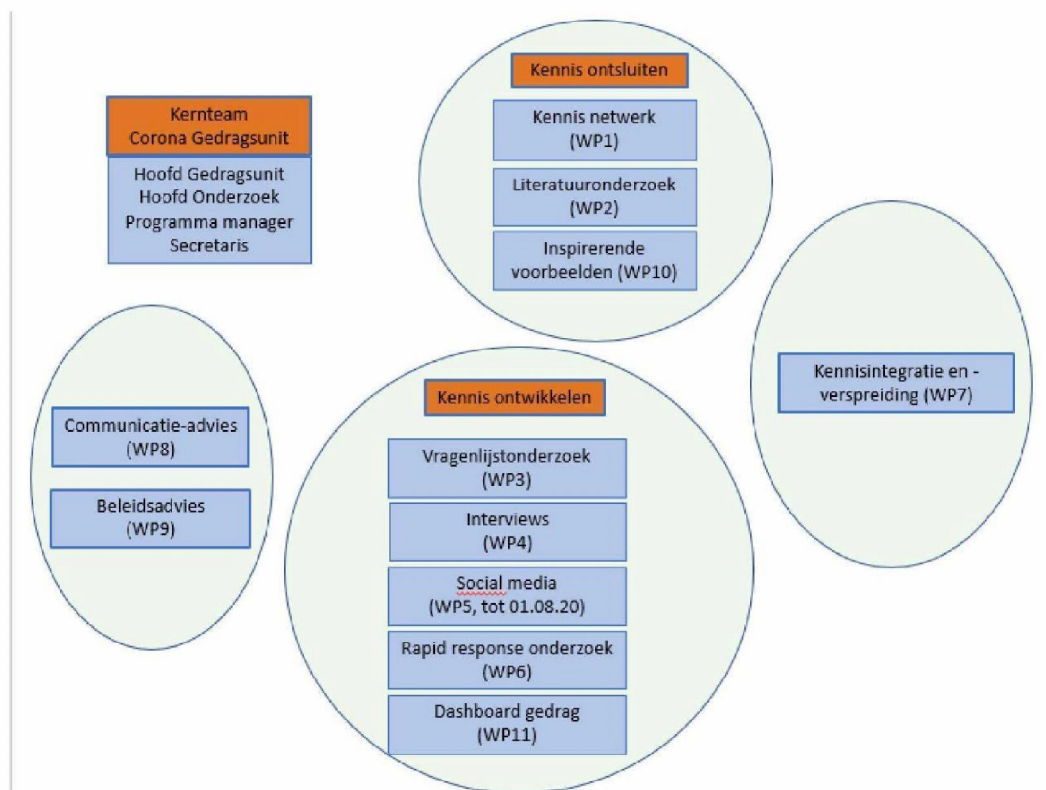 Kernteam
Corona Gedragsunit
Hoofd Gedragsunit
Hoofd Onderzoek
Programma manager
Secretaris
Kennis ontsluiten
Kennis netwerk
(WP1)
Literatuuronderzoek
(WP2)
Inspirerende
voorbeelden (WP10)
Kennisintegratie en -
verspreiding (WP7)
Communicatie-advies
(WP8)
Beleidsadvies
(WP9)
Kennis ontwikkelen
Vragenlijstonderzoek
(WP3)
Interviews
(WP4)
Social media
(WP5, tot 01.08.20)
Rapid response onderzoek
(WP6)
Dashboard gedrag
(WP11)